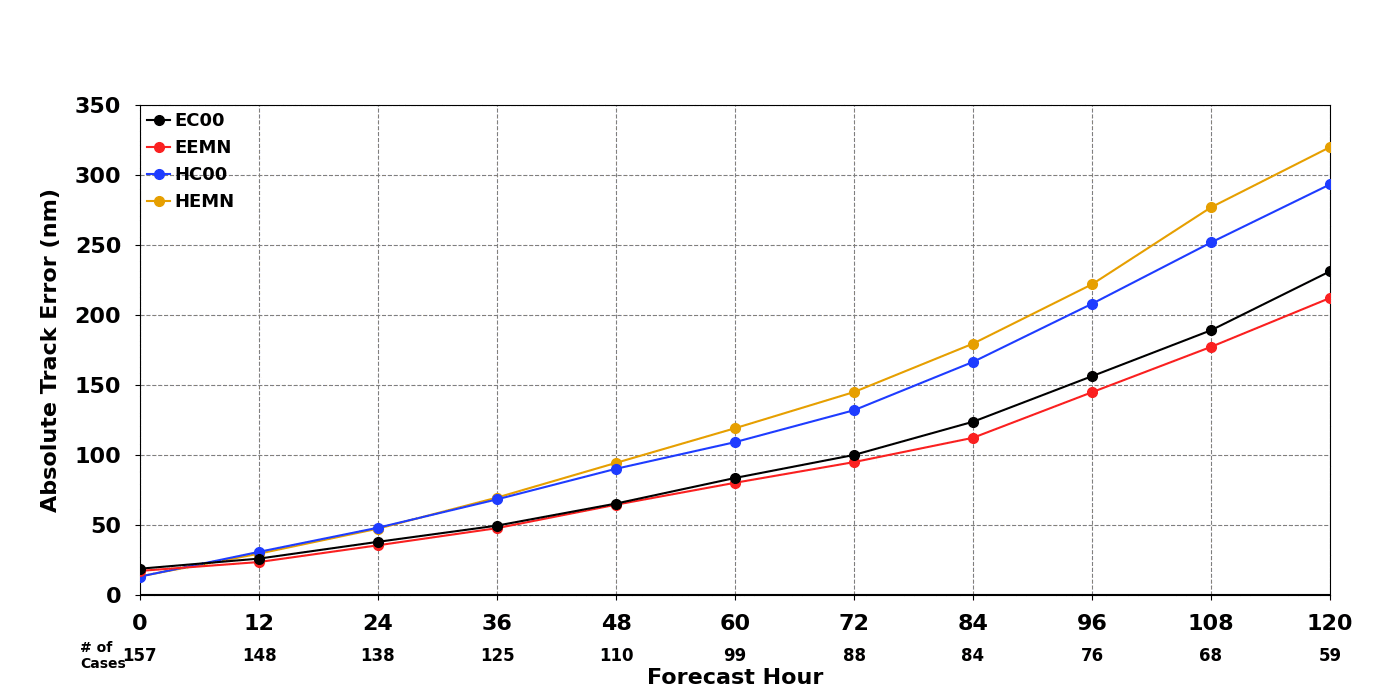 350
EC00
EEMN
300
HC00
HEMN
250
200
150
100
50
0
Absolute Track Error (nm)
0 12 24 36 48 60 72 84 96 108 120
# of
Cases
157 148 138 125 110 99 88 84 76 68 59
Forecast Hour